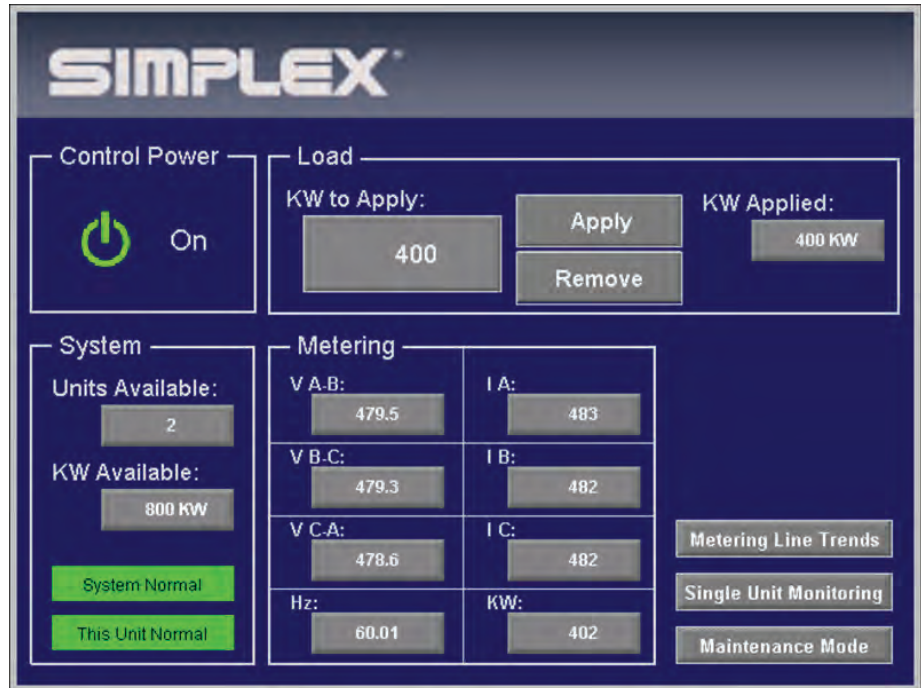 SIMPLEX
Control Power
On
Load
KW to Apply:
400
Apply
Remove
KW Applied:
400 KW
System
Units Available:
2
KW Available:
800 KW
System Normal
This Unit Normal
Metering
V A-B:
479.5
I A:
483
V B-C:
479.3
I B:
482
V C-A:
478.6
I C:
482
Hz:
60.01
KW:
402
Metering Line Trends
Single Unit Monitoring
Maintenance Mode